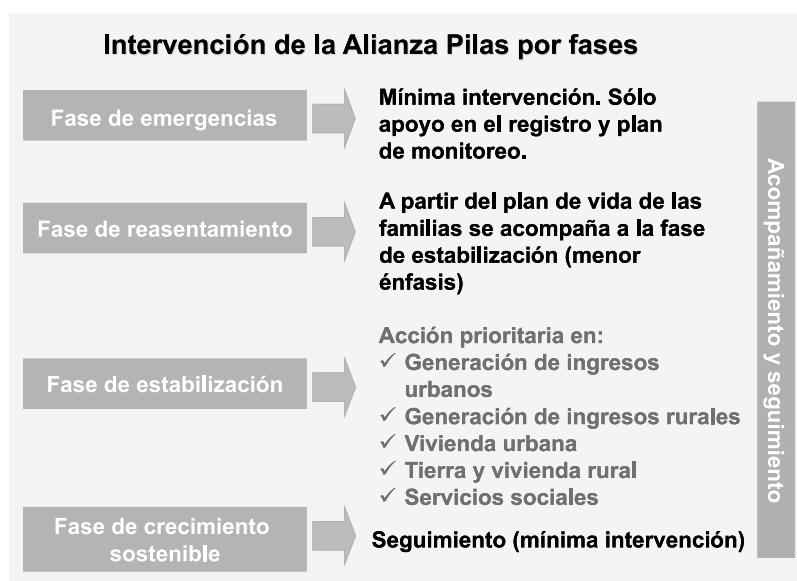 Intervención de la Alianza Pilas por fases
Fase de emergencias
Mínima intervención. Sólo
apoyo en el registro y plan
de monitoreo.
Fase de reasentamiento
A partir del plan de vida de las
familias se acompaña a la fase
de estabilización (menor
énfasis)
Fase de estabilización
Acción prioritaria en:
✓ Generación de ingresos
urbanos
✓ Generación de ingresos rurales
✓ Vivienda urbana
✓ Tierra y vivienda rural
✓ Servicios sociales
Fase de crecimiento
sostenible
Seguimiento (mínima intervención)
Acompañamiento y seguimiento